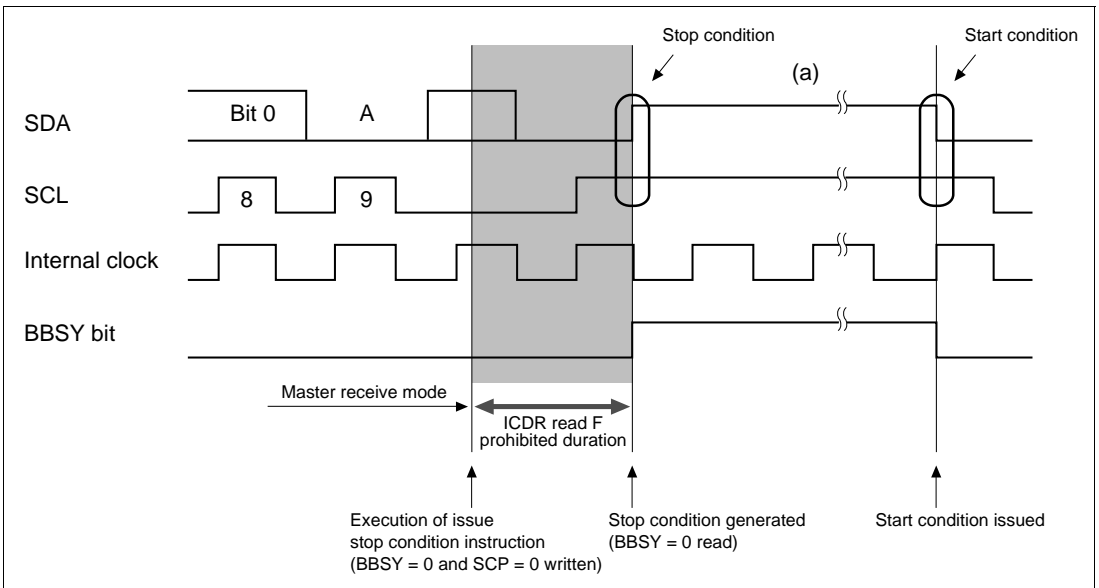 Stop condition
Start condition
(a)
SDA
Bit 0
A
SCL
8
9
Internal clock
BBSY bit
Master receive mode
ICDR read F
prohibited duration
Execution of issue
stop condition instruction
(BBSY = 0 and SCP = 0 written)
Stop condition generated
(BBSY = 0 read)
Start condition issued